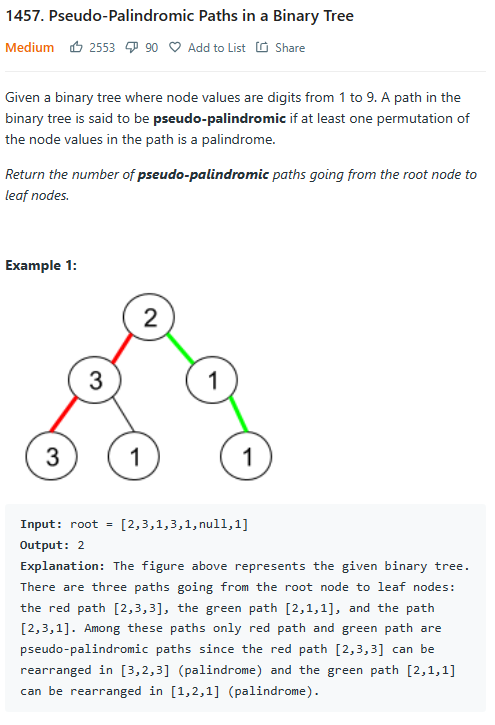 1457. Pseudo-Palindromic Paths in a Binary Tree
Medium 2553 90 Add to List Share
Given a binary tree where node values are digits from 1 to 9. A path in the
binary tree is said to be pseudo-palindromic if at least one permutation of
the node values in the path is a palindrome.
Return the number of pseudo-palindromic paths going from the root node to
leaf nodes.
Example 1:
2
3 1
3 1 1
Input: root = [2,3,1,3,1,null,1]
Output: 2
Explanation: The figure above represents the given binary tree.
There are three paths going from the root node to leaf nodes:
the red path [2,3,3], the green path [2,1,1], and the path
[2,3,1]. Among these paths only red path and green path are
pseudo-palindromic paths since the red path [2,3,3] can be
rearranged in [3,2,3] (palindrome) and the green path [2,1,1]
can be rearranged in [1,2,1] (palindrome).